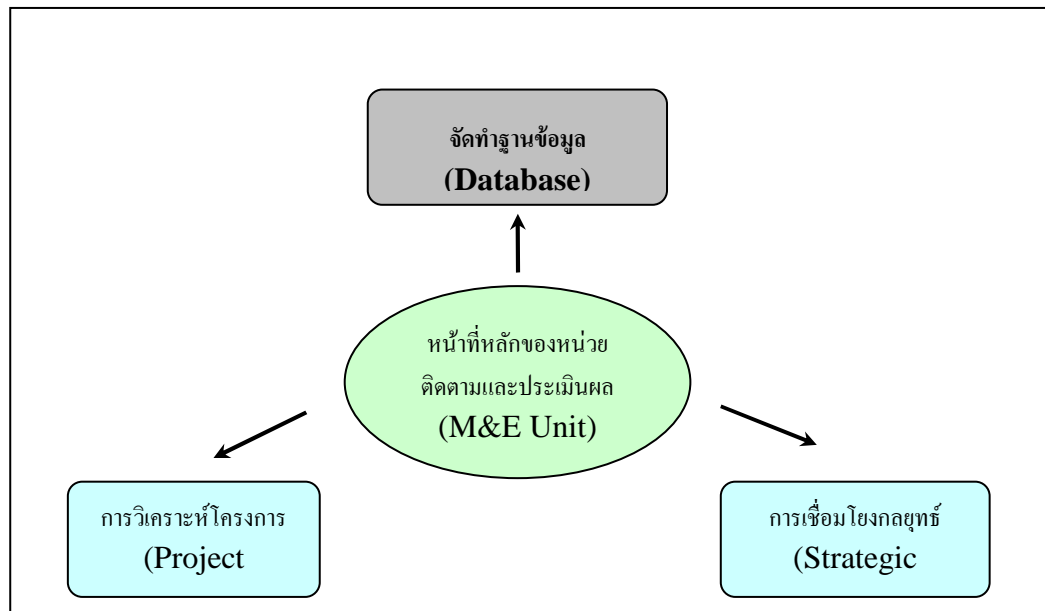 จัดทำฐานข้อมูล
(Database)
หน้าที่หลักของหน่วย
ติดตามและประเมินผล
(M&E Unit)
การวิเคราะห์โครงการ
(Project
การเชื่อมโยงกลยุทธ์
(Strategic